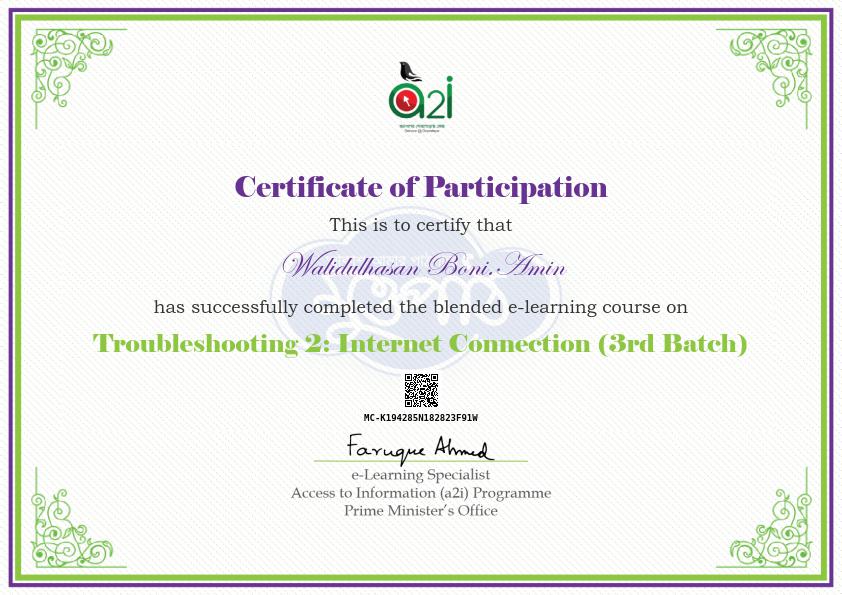 a2i
Service @ Doorsteps
Certificate of Participation
This is to certify that
Walidulhasan Boni.Amin
has successfully completed the blended e-learning course on
Troubleshooting 2: Internet Connection (3rd Batch)
MC-K194285N182823F91W
Faruque Ahmed
e-Learning Specialist
Access to Information (a2i) Programme
Prime Minister's Office